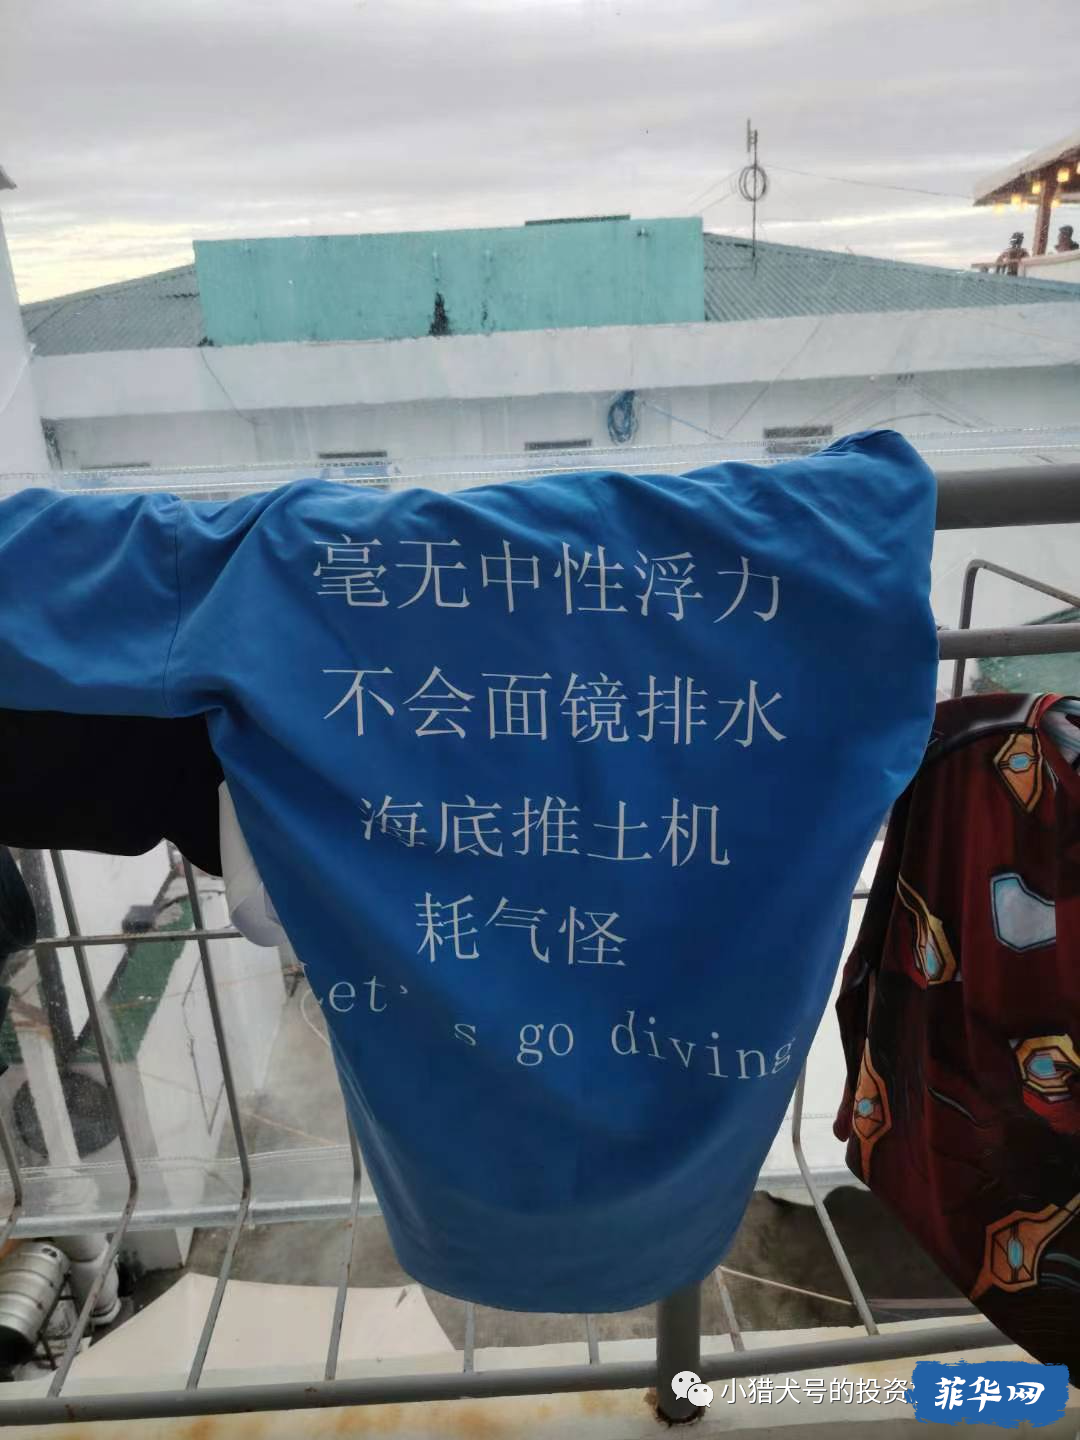 毫无中性浮力
不会面镜排水
海底推土机
耗气怪
Let's go diving
小猎犬号的投资
菲华网